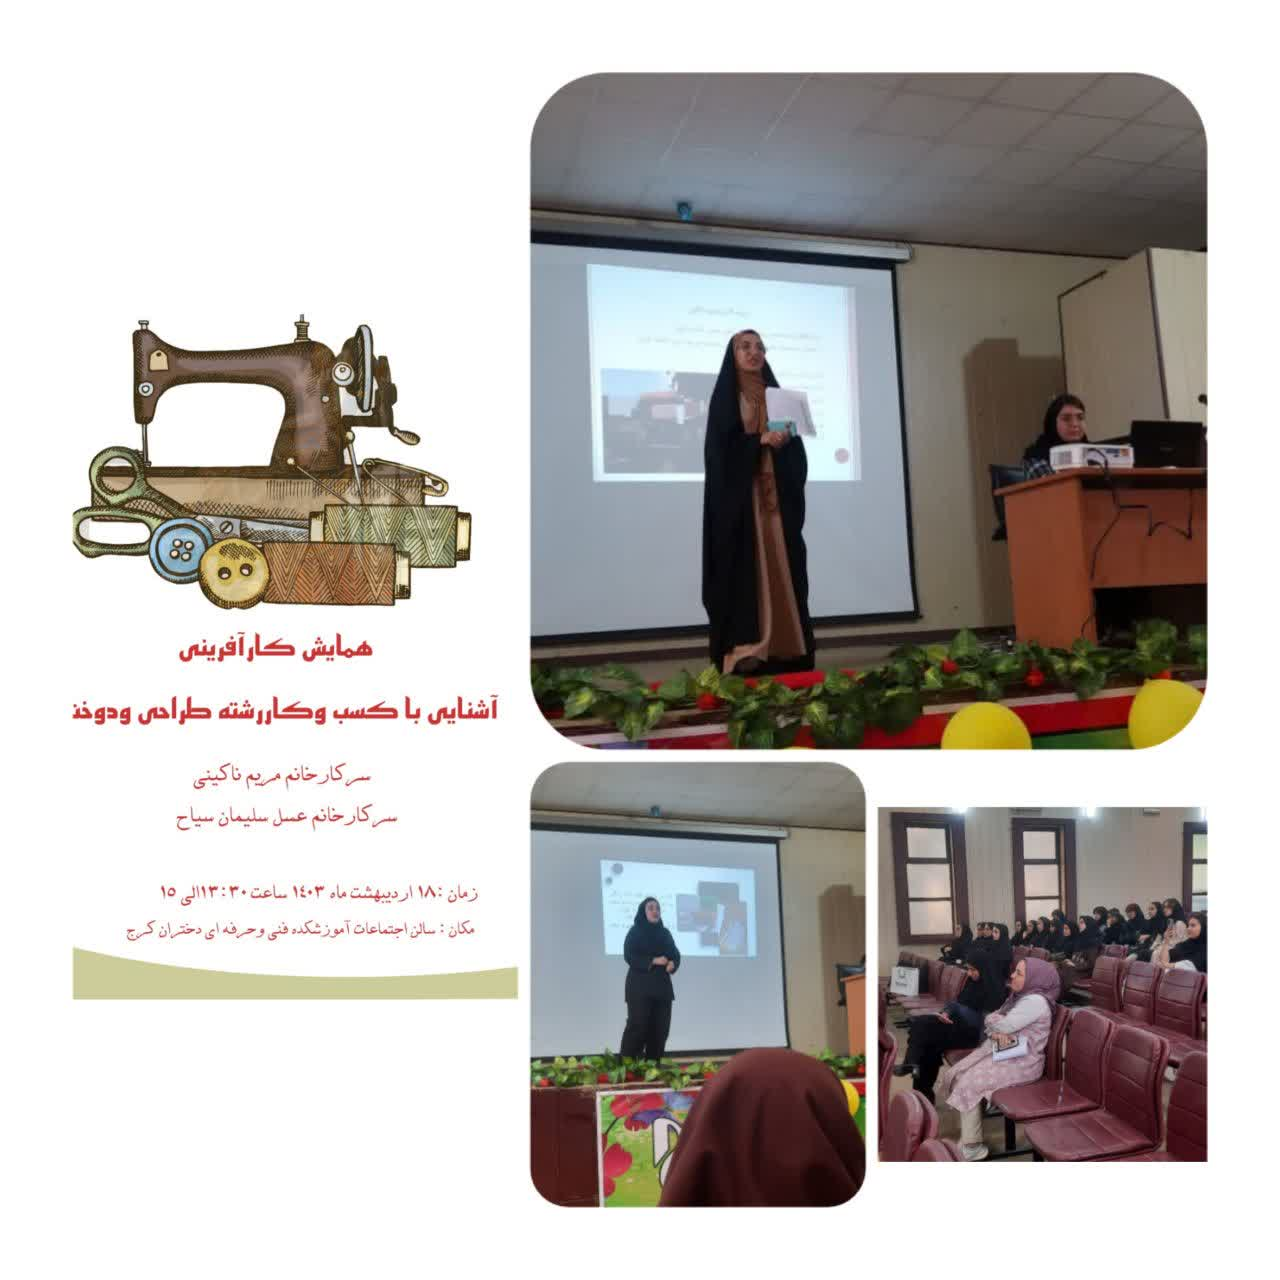 همایش کارآفرینی
آشنایی با کسب وکاررشته طراحی ودوخت
سرکارخانم مریم ناکینی
سرکارخانم عسل سلیمان سیاح
زمان : ۱۸ اردیبهشت ماه ۱۴۰۳ ساعت ۱۳:۳۰ الی ۱۵
مکان : سالن اجتماعات آموزشکده فنی وحرفه ای دختران کرج